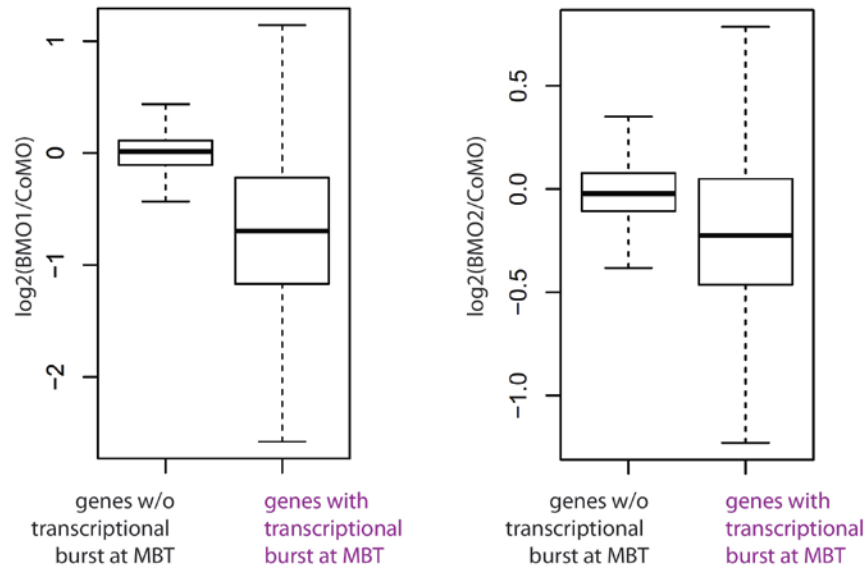 log2(BMO1/CoMO)
1
0
−1
−2
genes w/o
transcriptional
burst at MBT
genes with
transcriptional
burst at MBT
log2(BMO2/CoMO)
0.5
0.0
−0.5
−1.0
genes w/o
transcriptional
burst at MBT
genes with
transcriptional
burst at MBT